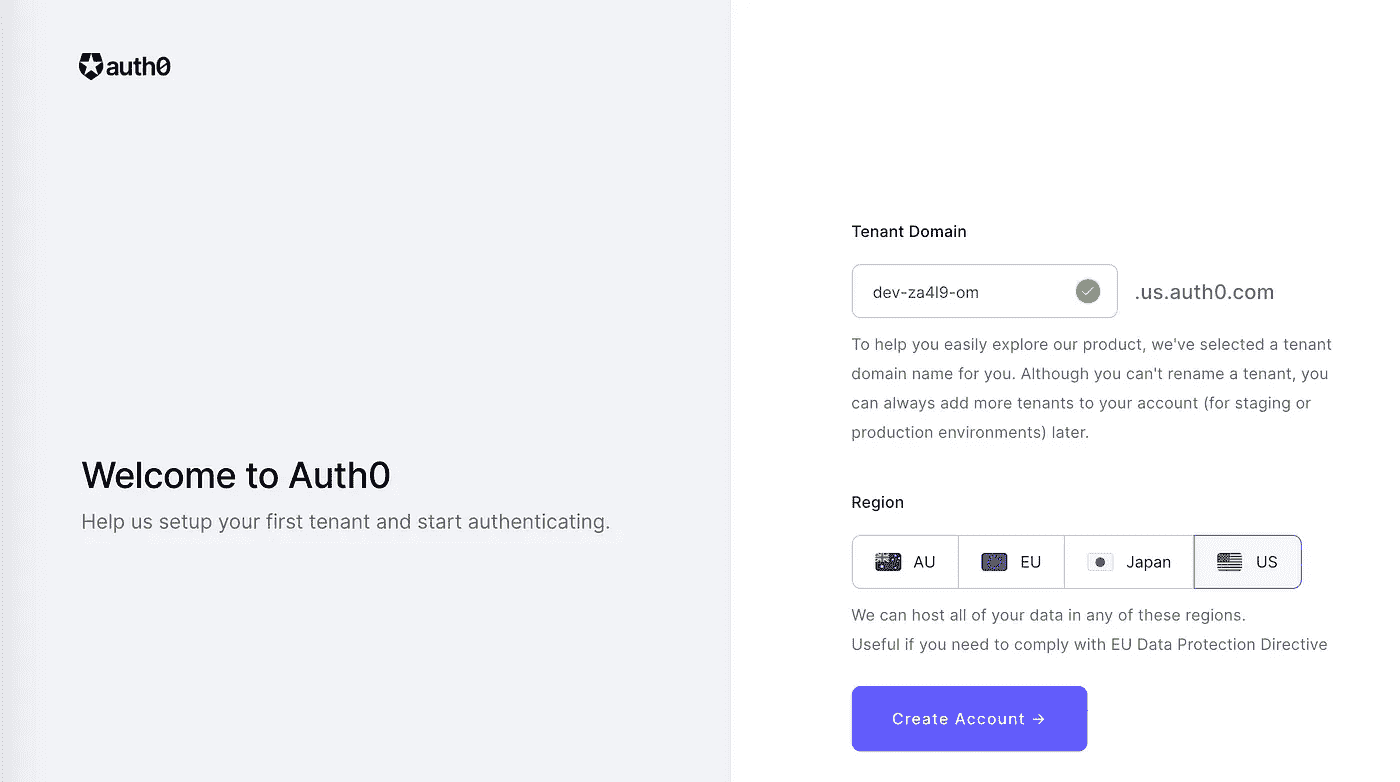 auth0
Welcome to Auth0
Help us setup your first tenant and start authenticating.
Tenant Domain
dev-za4l9-om
.us.auth0.com
To help you easily explore our product, we've selected a tenant
domain name for you. Although you can't rename a tenant, you
can always add more tenants to your account (for staging or
production environments) later.
Region
AU EU Japan US
We can host all of your data in any of these regions.
Useful if you need to comply with EU Data Protection Directive
Create Account →